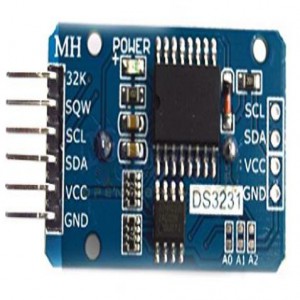 MH
POWER
32K
SQW
SCL
SDA
VCC
GND
SCL
SDA
VCC
GND
DS3231
A0 A1 A2